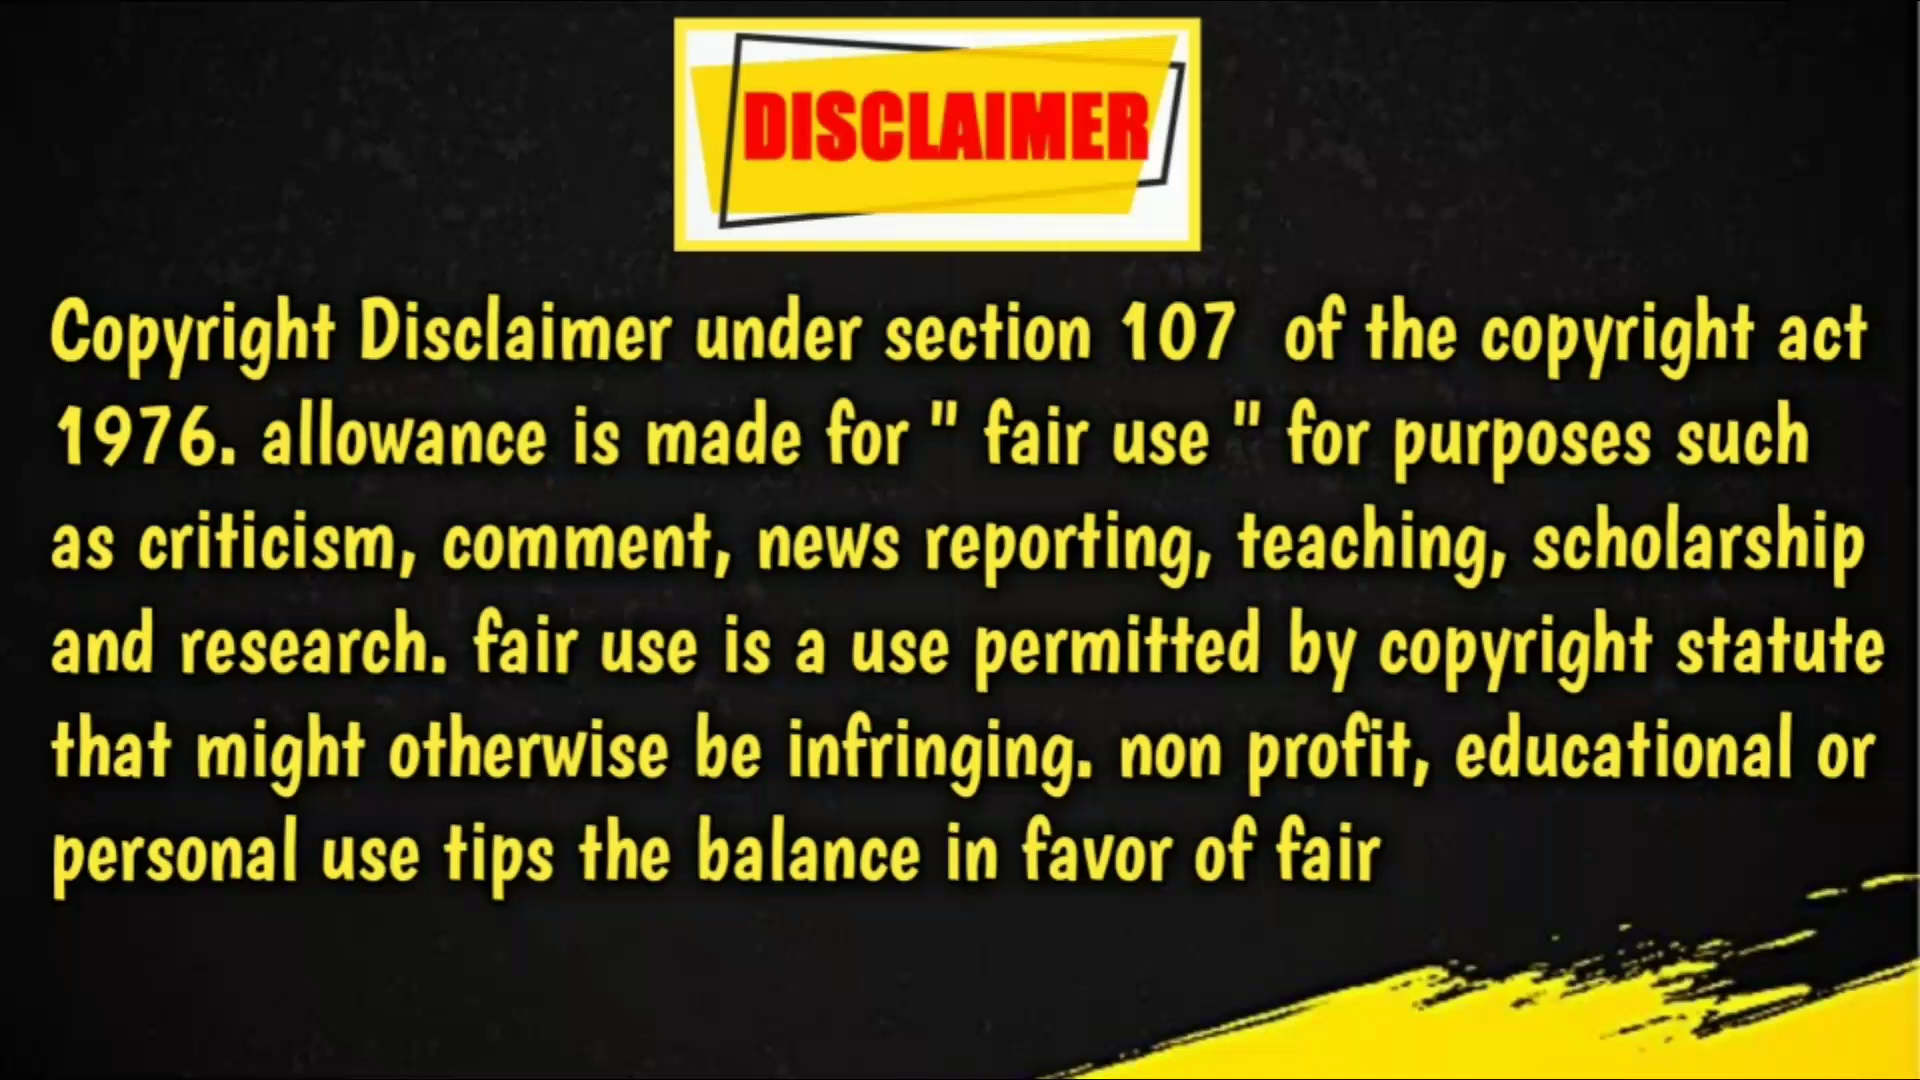 DISCLAIMER
Copyright Disclaimer under section 107 of the copyright act
1976. allowance is made for " fair use " for purposes such
as criticism, comment, news reporting, teaching, scholarship
and research. fair use is a use permitted by copyright statute
that might otherwise be infringing. non profit, educational or
personal use tips the balance in favor of fair